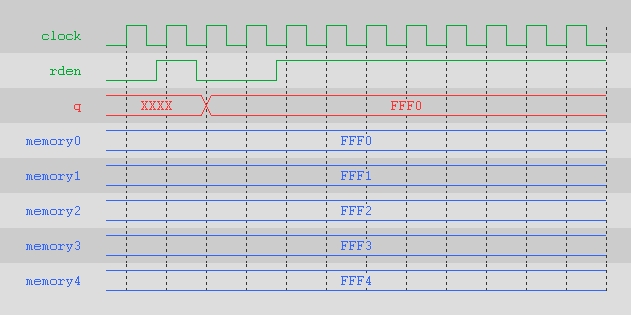 clock
rden
q XXXX FFF0
memory0 FFF0
memory1 FFF1
memory2 FFF2
memory3 FFF3
memory4 FFF4